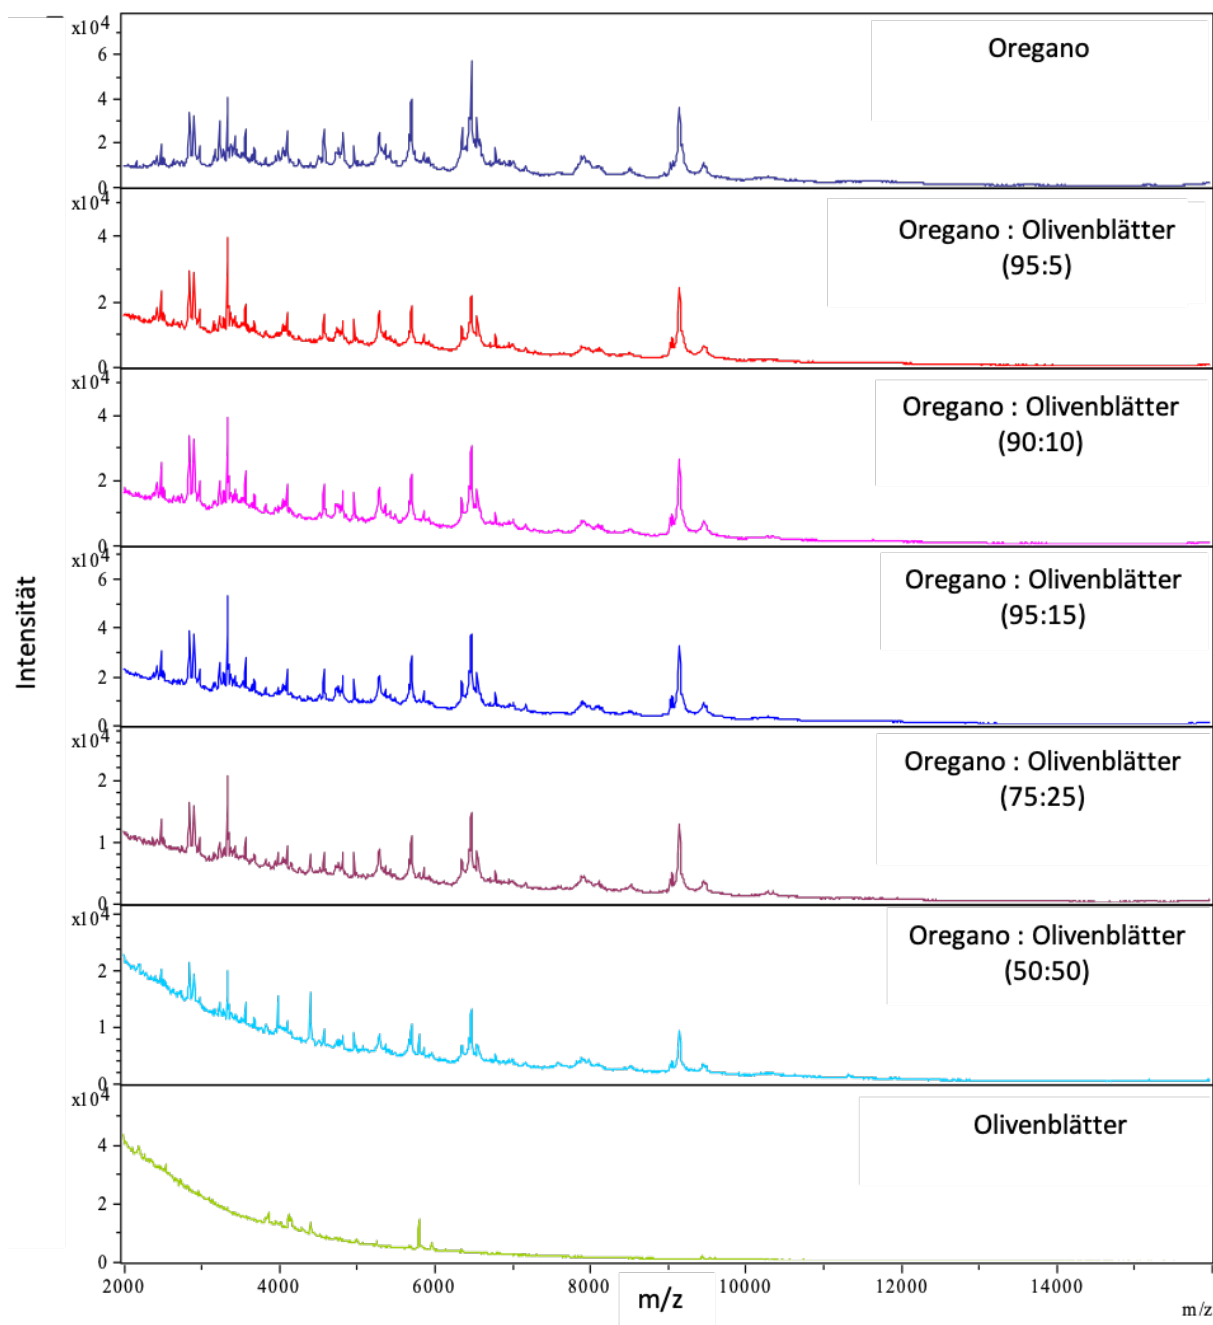 x10⁴
6
4
2
0
Oregano
x10⁴
4
2
0
Oregano : Olivenblätter
(95:5)
x10⁴
4
2
0
Oregano : Olivenblätter
(90:10)
x10⁴
6
4
2
0
Oregano : Olivenblätter
(95:15)
x10⁴
2
1
0
Oregano : Olivenblätter
(75:25)
x10⁴
2
1
0
Oregano : Olivenblätter
(50:50)
x10⁴
4
2
0
Olivenblätter
Intensität
2000 4000 6000 8000 10000 12000 14000
m/z
m/z